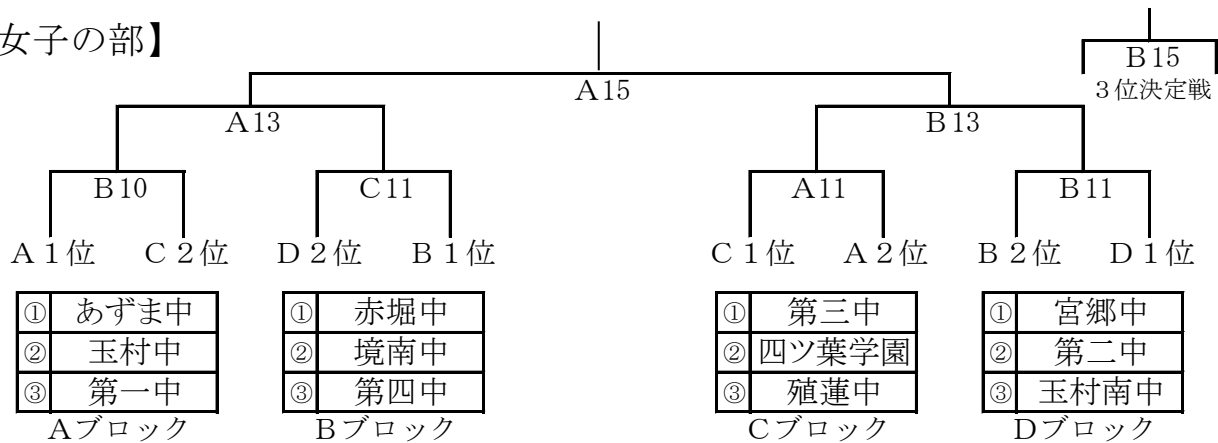 女子の部】
B15
A15
3位決定戦
A13 B13
B10 C11 A11 B11
A1位 C2位 D2位 B1位 C1位 A2位 B2位 D1位
① あずま中 ① 赤堀中 ① 第三中 ① 宮郷中
② 玉村中 ② 境南中 ② 四ツ葉学園 ② 第二中
③ 第一中 ③ 第四中 ③ 殖蓮中 ③ 玉村南中
Aブロック Bブロック Cブロック Dブロック